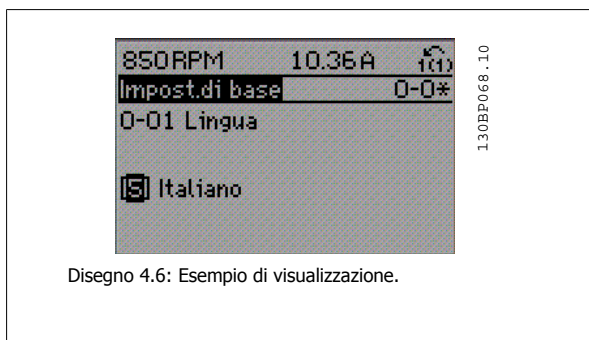 850RPM 10.36A 1(1)
Impost.di base 0-0*
0-01 Lingua
[5] Italiano
130BP068.10
Disegno 4.6: Esempio di visualizzazione.